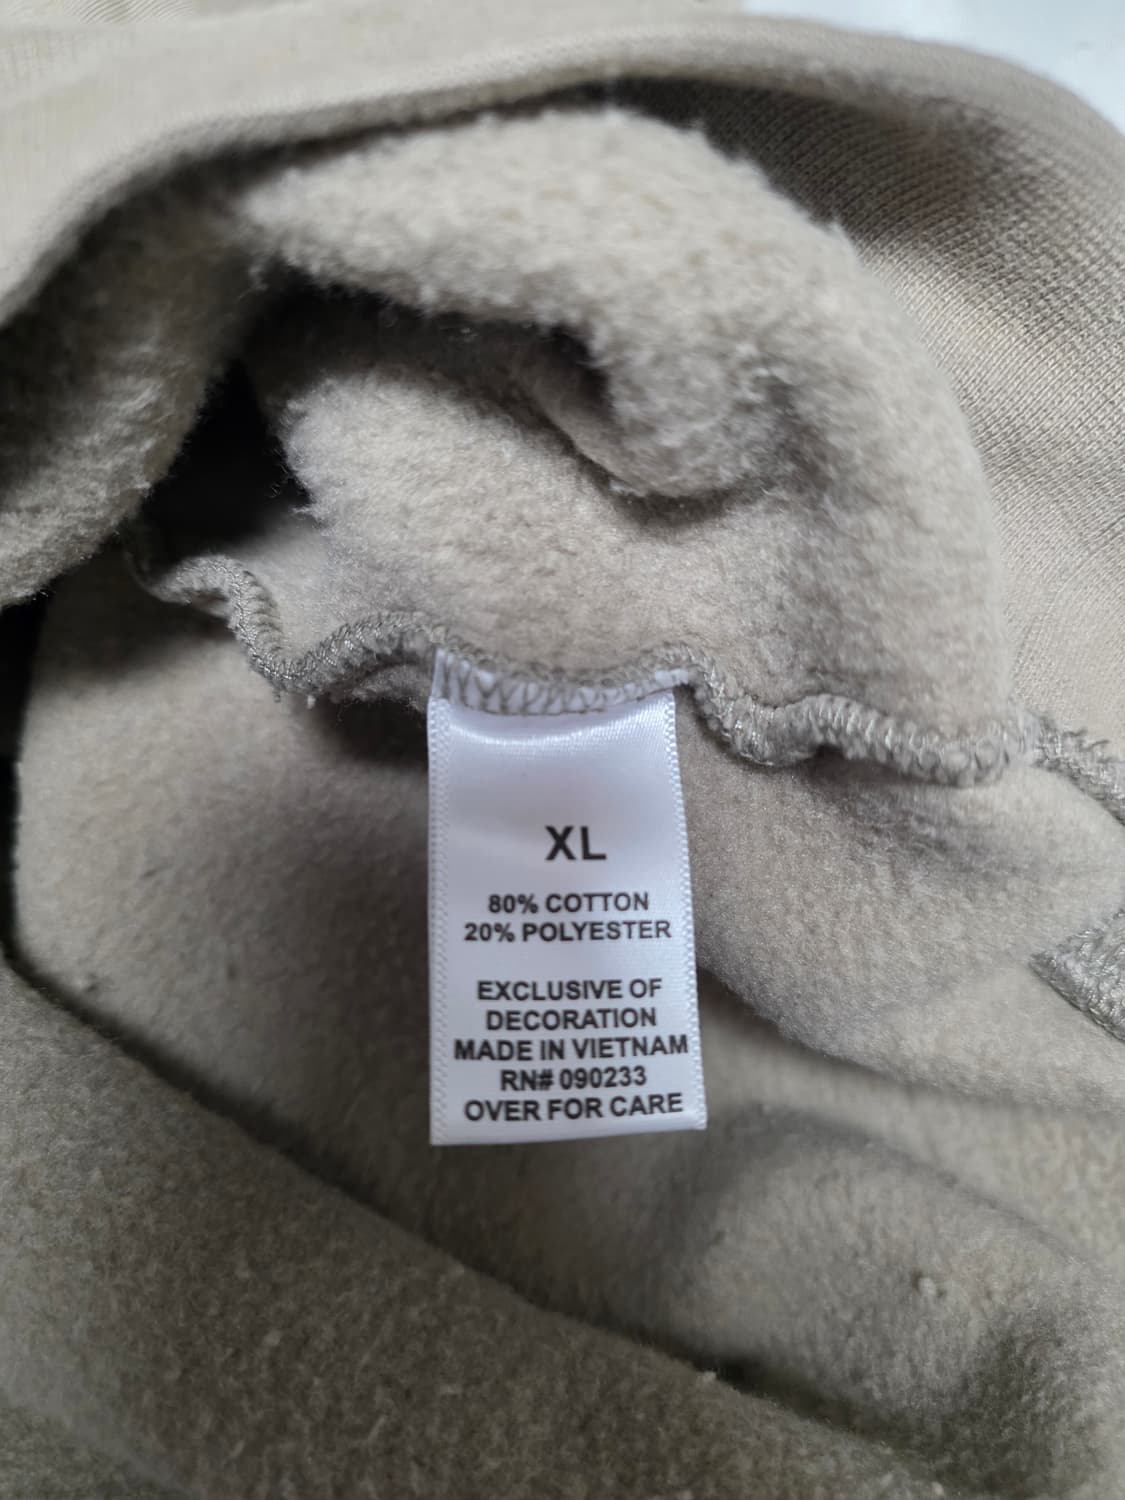 XL
80% COTTON
20% POLYESTER
EXCLUSIVE OF
DECORATION
MADE IN VIETNAM
RN# 090233
OVER FOR CARE